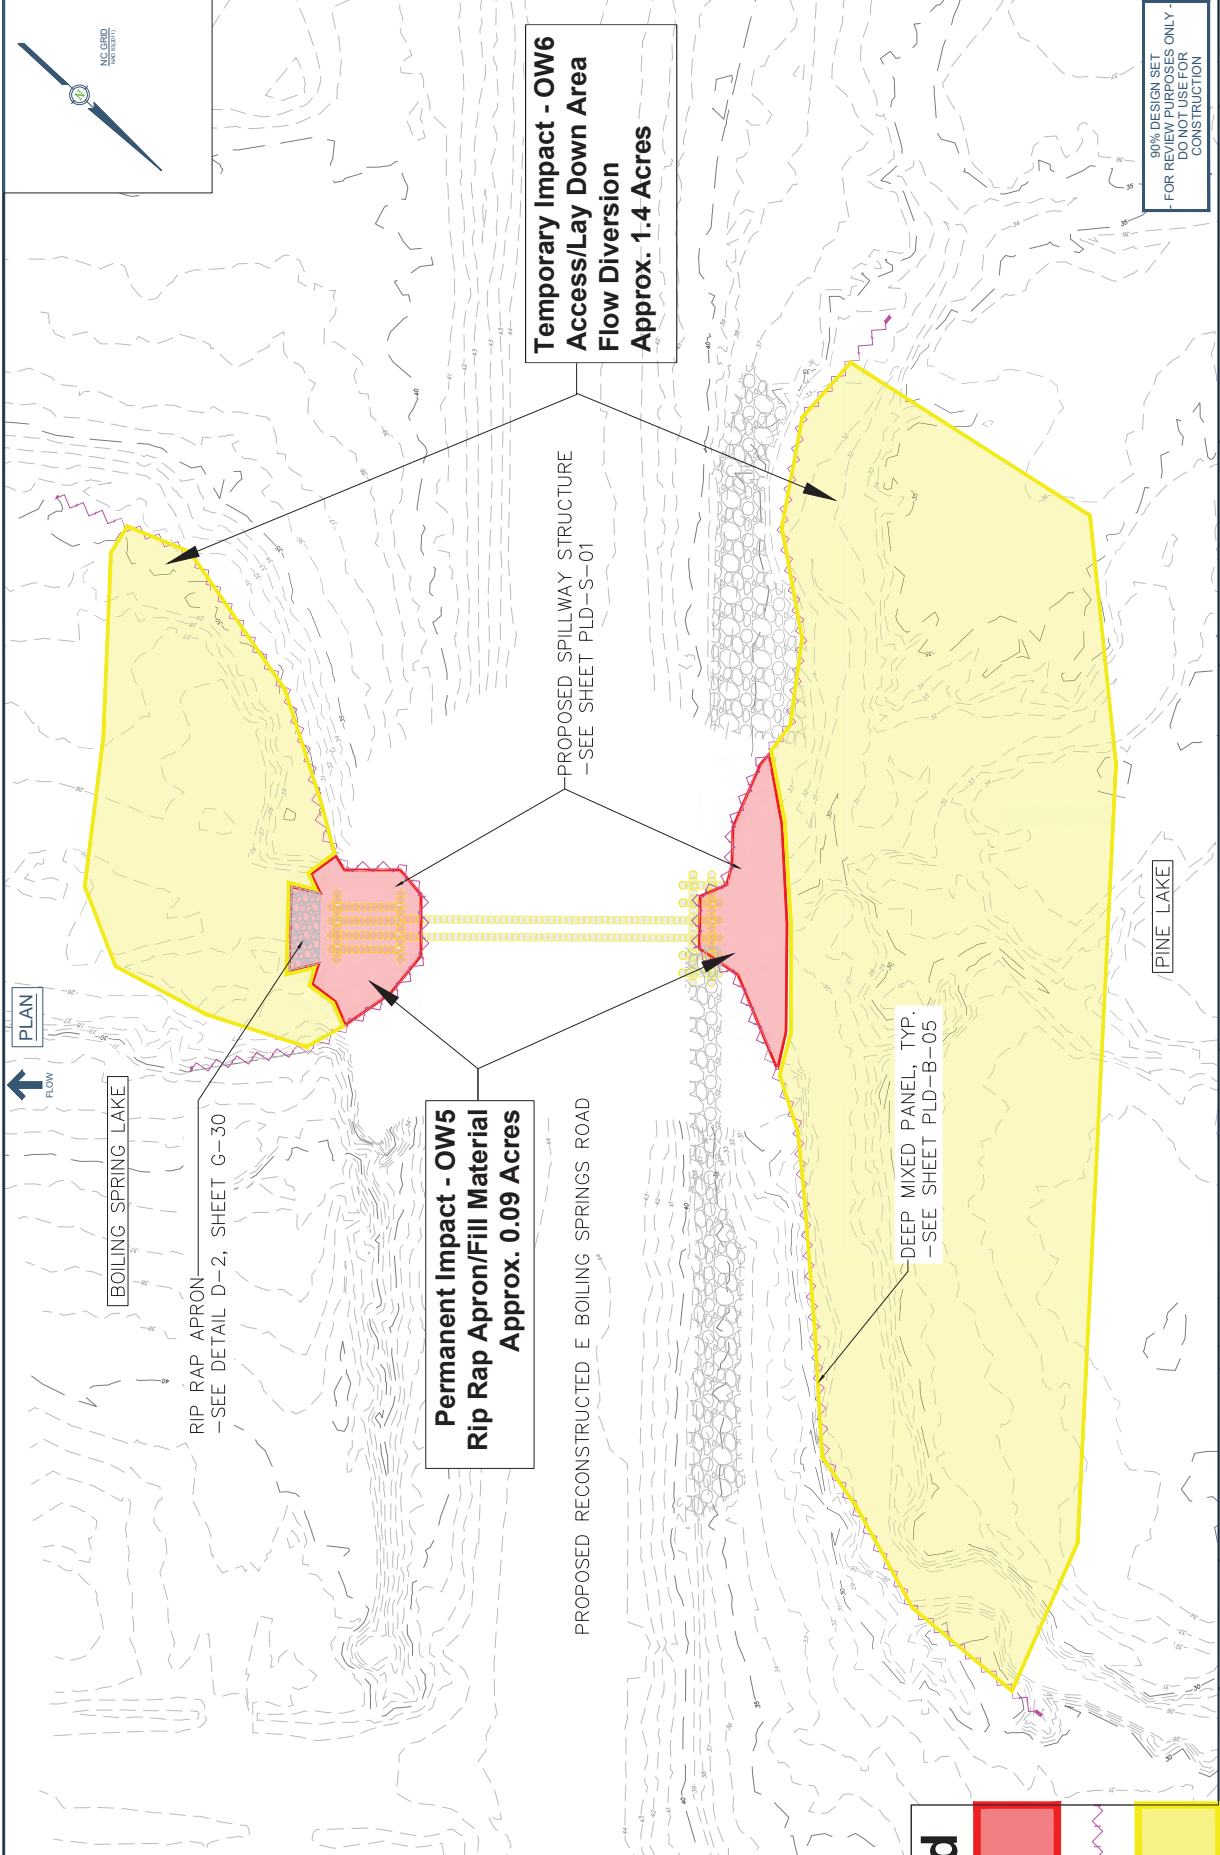 NC GRID
NAD 83(2011)
PLAN
FLOW
BOILING SPRING LAKE
RIP RAP APRON
-SEE DETAIL D-2, SHEET G-30
Permanent Impact - OW5
Rip Rap Apron/Fill Material
Approx. 0.09 Acres
Temporary Impact - OW6
Access/Lay Down Area
Flow Diversion
Approx. 1.4 Acres
PROPOSED SPILLWAY STRUCTURE
-SEE SHEET PLD-S-01
PROPOSED RECONSTRUCTED E BOILING SPRINGS ROAD
DEEP MIXED PANEL, TYP.
-SEE SHEET PLD-B-05
PINE LAKE
90% DESIGN SET
- FOR REVIEW PURPOSES ONLY -
DO NOT USE FOR
CONSTRUCTION